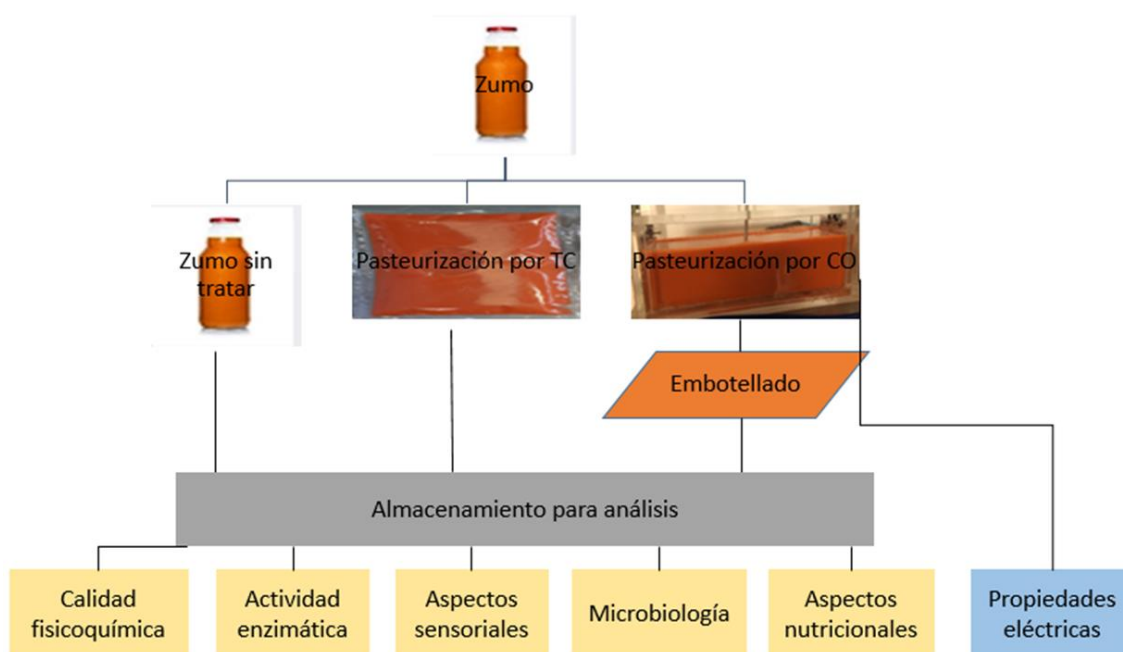 Zumo
Zumo sin
tratar
Pasteurización por TC
Pasteurización por CO
Embotellado
Almacenamiento para análisis
Calidad
fisicoquímica
Actividad
enzimática
Aspectos
sensoriales
Microbiología
Aspectos
nutricionales
Propiedades
eléctricas